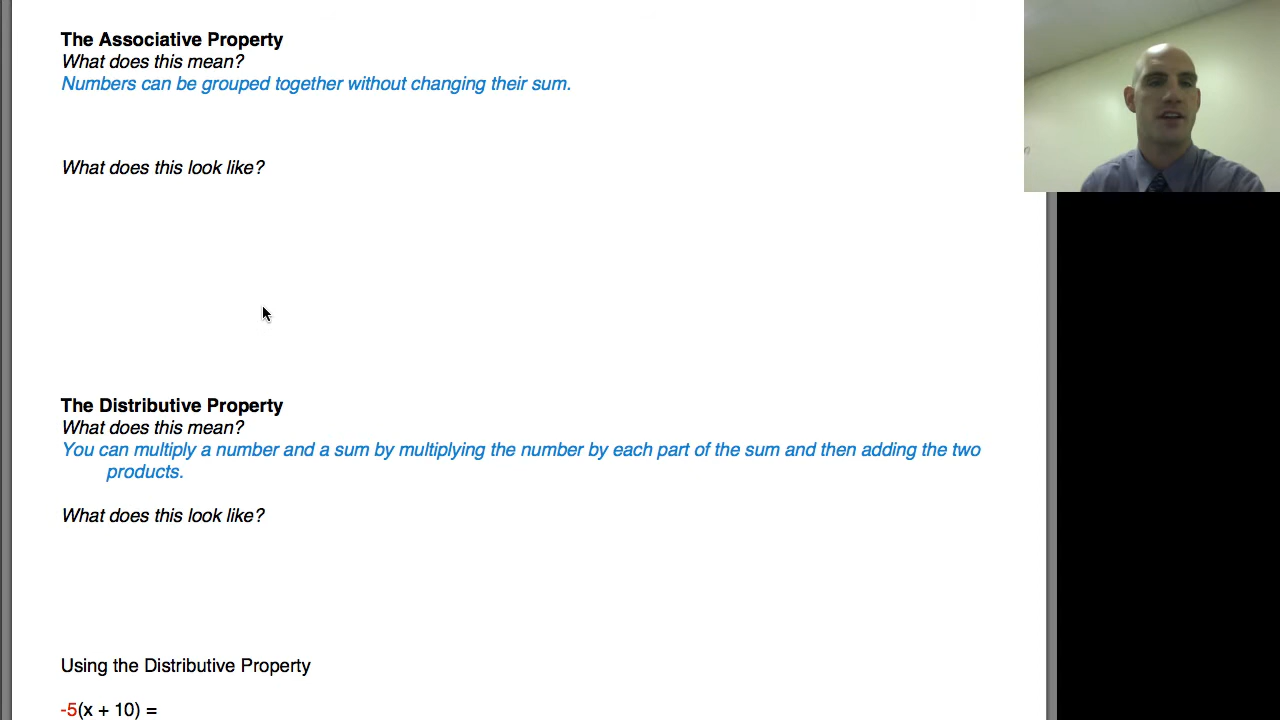 The Associative Property
What does this mean?
Numbers can be grouped together without changing their sum.
What does this look like?
The Distributive Property
What does this mean?
You can multiply a number and a sum by multiplying the number by each part of the sum and then adding the two
products.
What does this look like?
Using the Distributive Property
-5(x + 10) =